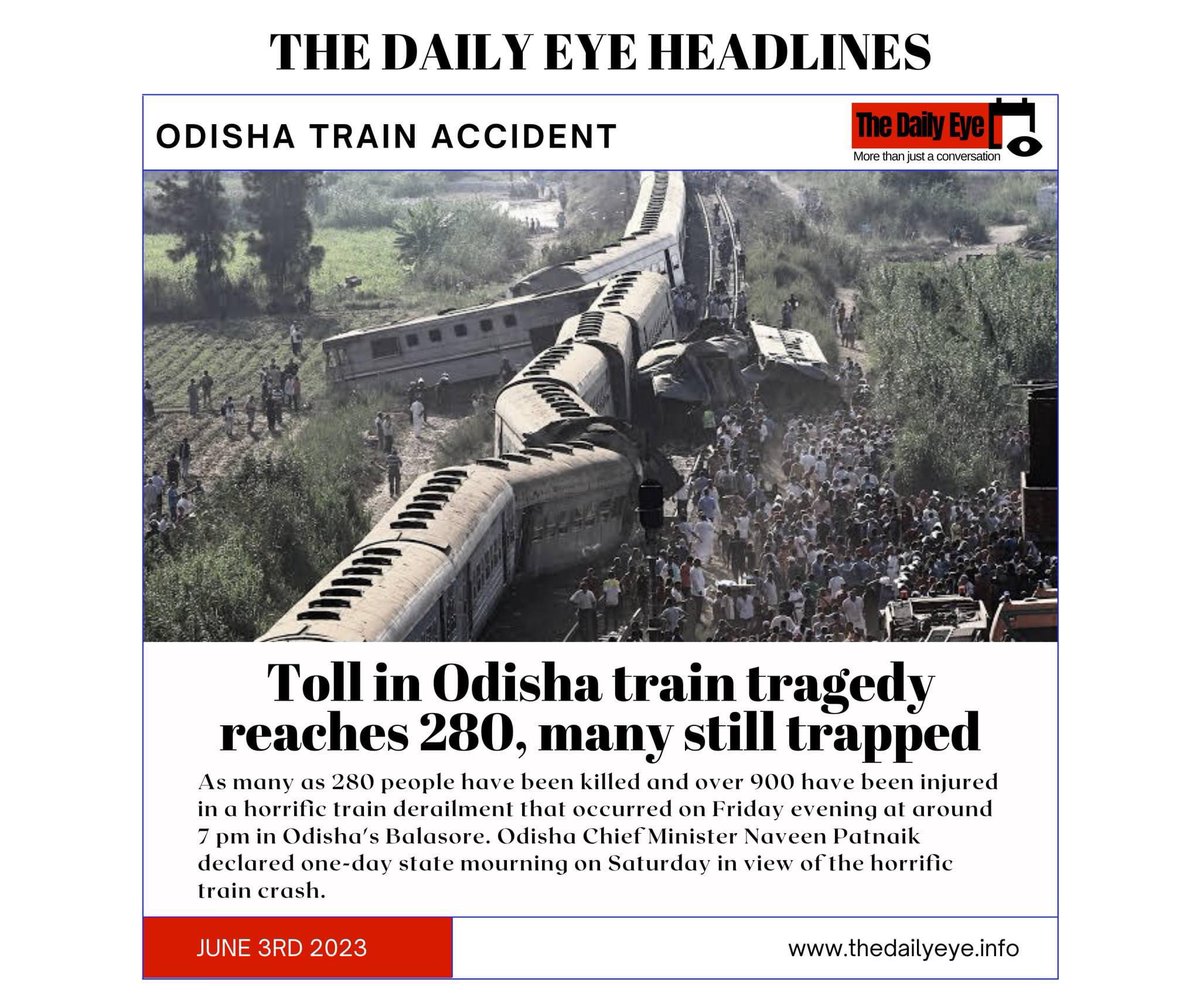 THE DAILY EYE HEADLINES
ODISHA TRAIN ACCIDENT
The Daily Eye
More than just a conversation
Toll in Odisha train tragedy
reaches 280, many still trapped
As many as 280 people have been killed and over 900 have been injured
in a horrific train derailment that occurred on Friday evening at around
7 pm in Odisha's Balasore. Odisha Chief Minister Naveen Patnaik
declared one-day state mourning on Saturday in view of the horrific
train crash.
JUNE 3RD 2023
www.thedailyeye.info